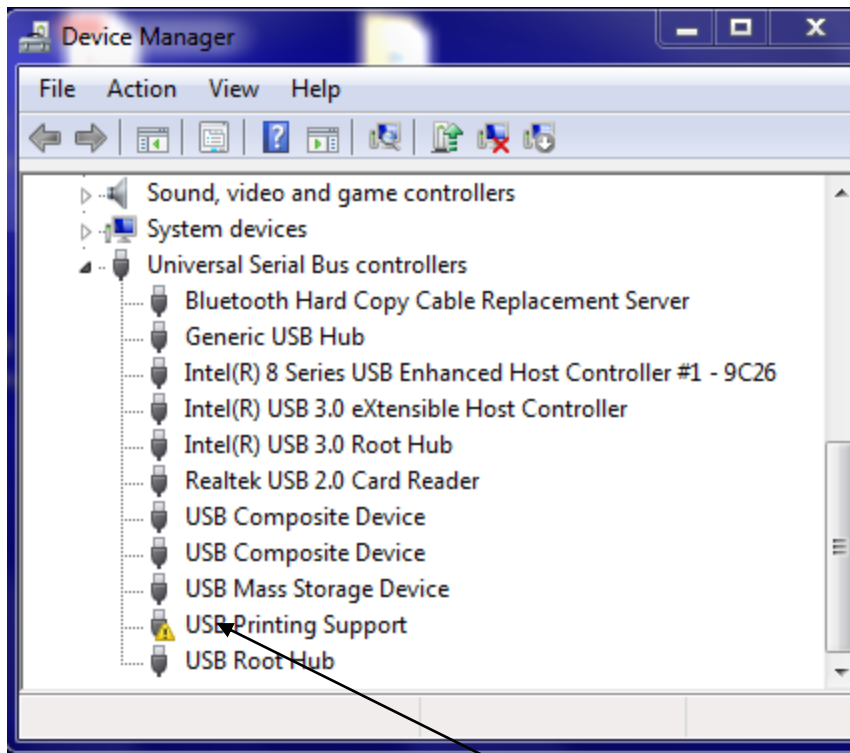 Device Manager
File Action View Help
Sound, video and game controllers
System devices
Universal Serial Bus controllers
Bluetooth Hard Copy Cable Replacement Server
Generic USB Hub
Intel(R) 8 Series USB Enhanced Host Controller #1 - 9C26
Intel(R) USB 3.0 eXtensible Host Controller
Intel(R) USB 3.0 Root Hub
Realtek USB 2.0 Card Reader
USB Composite Device
USB Composite Device
USB Mass Storage Device
USB Printing Support
USB Root Hub